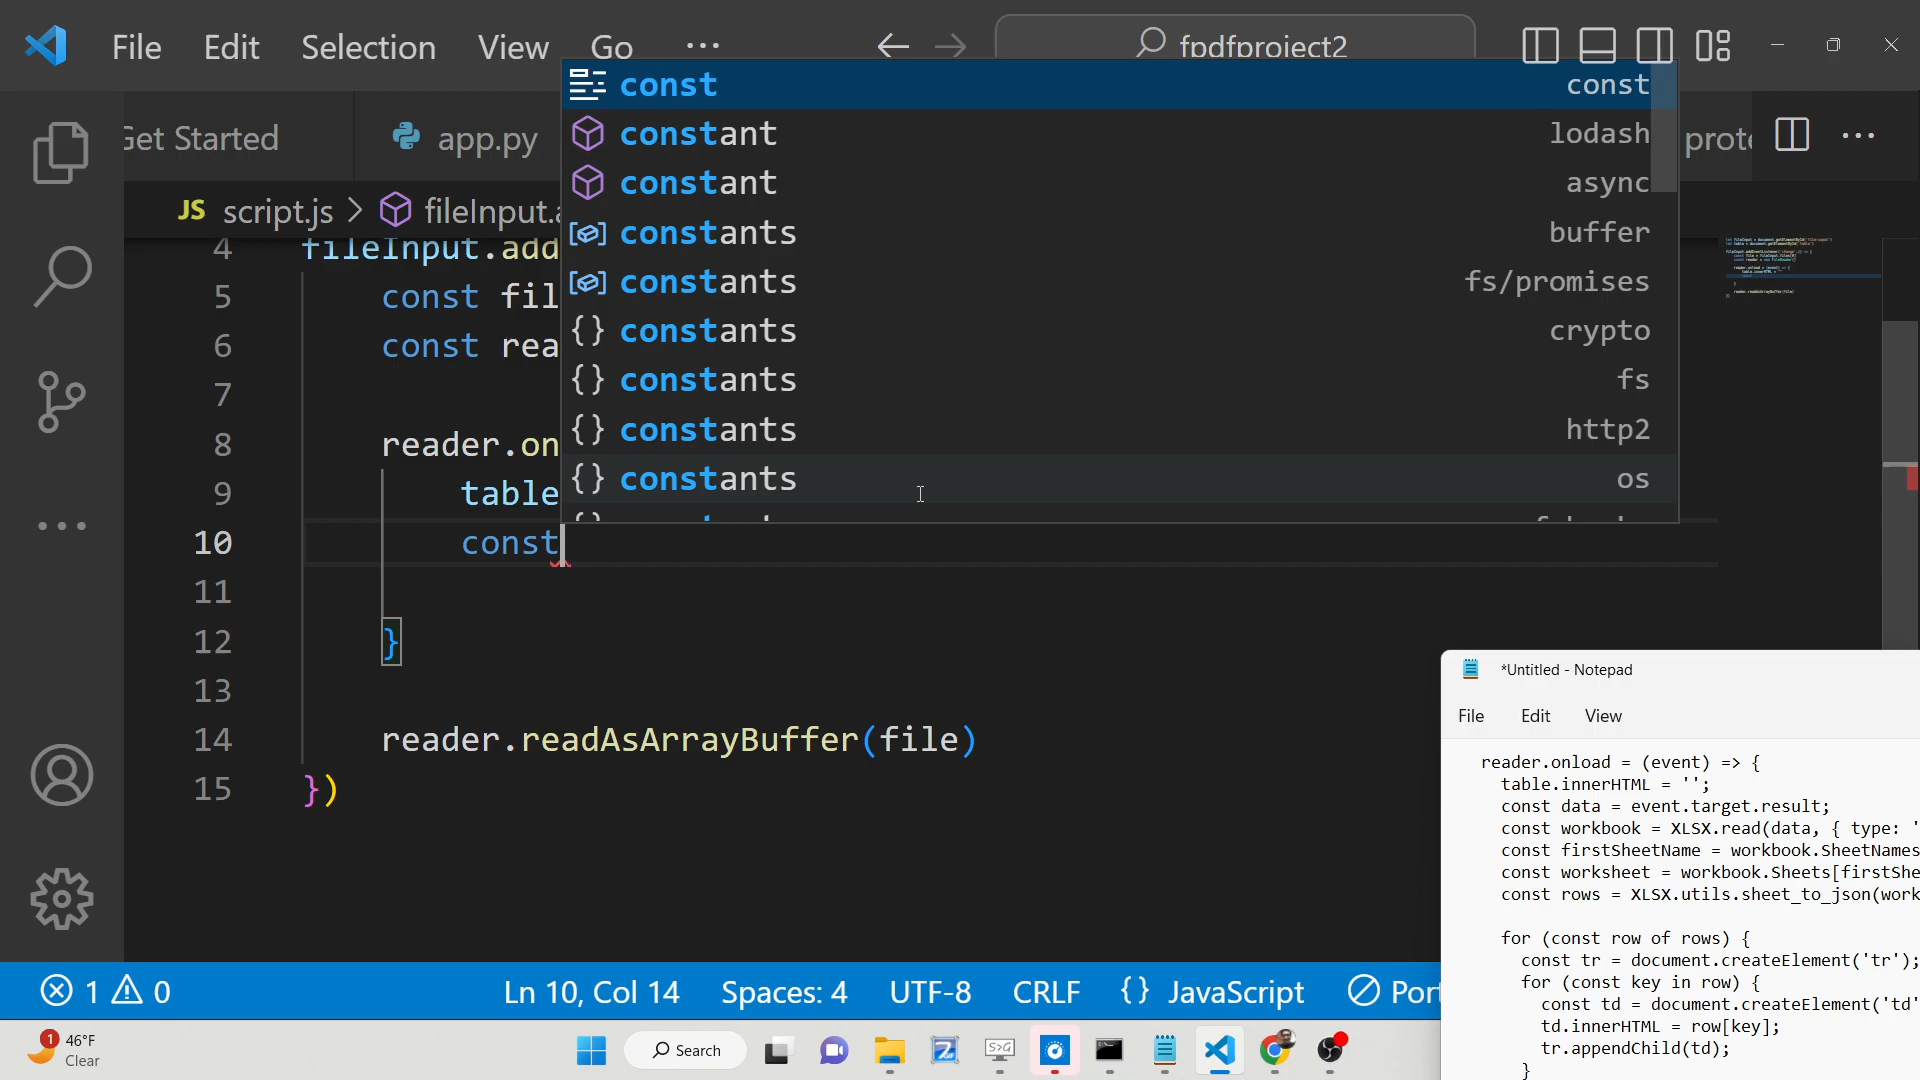 File Edit Selection View Go ...
fpdfproject2
Get Started
app.py
JS script.js > fileInput.
4 fileInput.add
5 const fil
6 const rea
7
8 reader.on
9 table
10 const
11
12 }
13
14 reader.readAsArrayBuffer(file)
15 })
const const
constant lodash
constant async
constants buffer
constants fs/promises
{} constants crypto
{} constants fs
{} constants http2
{} constants os
*Untitled - Notepad
File Edit View
reader.onload = (event) => {
table.innerHTML = '';
const data = event.target.result;
const workbook = XLSX.read(data, { type: '
const firstSheetName = workbook.SheetNames
const worksheet = workbook.Sheets[firstShe
const rows = XLSX.utils.sheet_to_json(work
for (const row of rows) {
const tr = document.createElement('tr');
for (const key in row) {
const td = document.createElement('td'
td.innerHTML = row[key];
tr.appendChild(td);
}
1 0
Ln 10, Col 14 Spaces: 4 UTF-8 CRLF {} JavaScript Port
1 46°F
Clear
Search